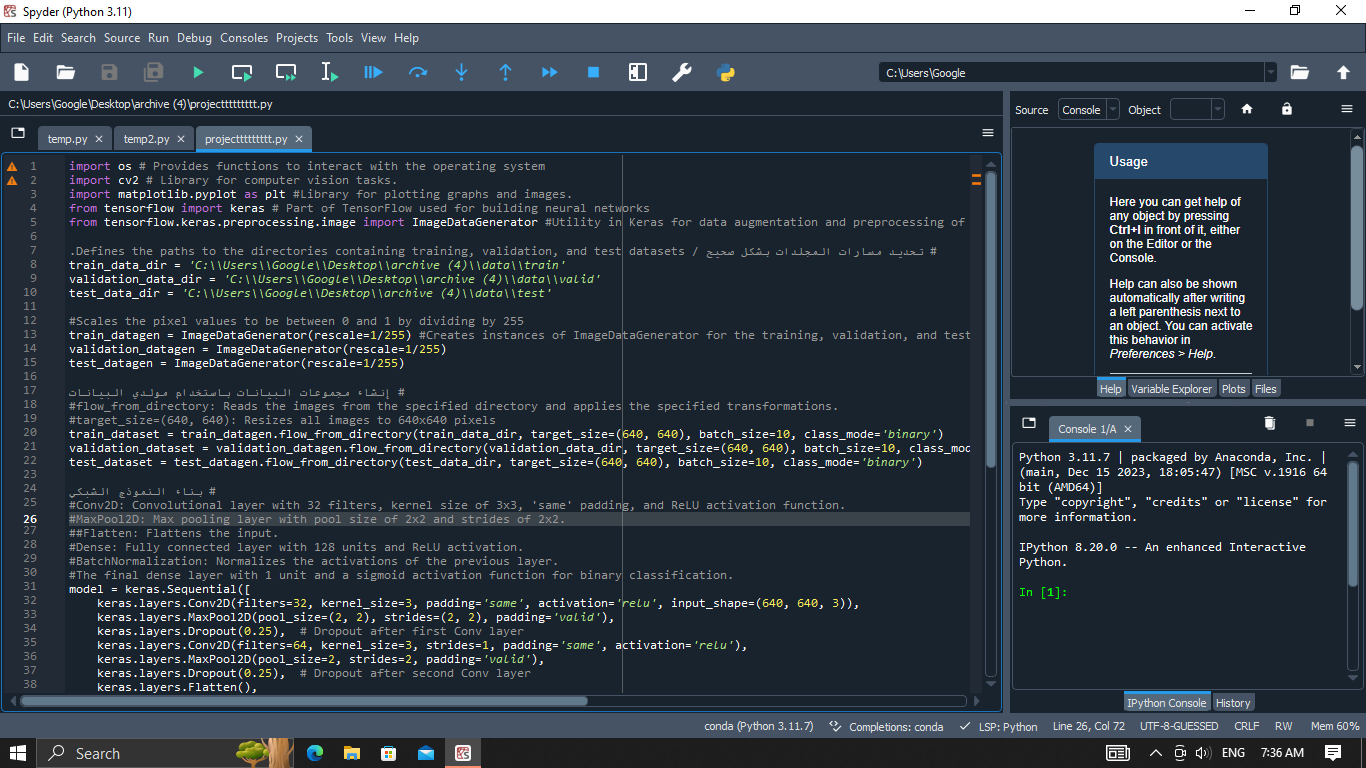 Spyder (Python 3.11)
File Edit Search Source Run Debug Consoles Projects Tools View Help
C:\Users\Google
C:\Users\Google\Desktop\archive (4)\projecttttttttt.py
temp.py
temp2.py
projecttttttttt.py
1 import os # Provides functions to interact with the operating system
2 import cv2 # Library for computer vision tasks.
3 import matplotlib.pyplot as plt #Library for plotting graphs and images.
4 from tensorflow import keras # Part of TensorFlow used for building neural networks
5 from tensorflow.keras.preprocessing.image import ImageDataGenerator #Utility in Keras for data augmentation and preprocessing of
6
7 # تحديد مسارات المجلدات بشكل صحيح / Defines the paths to the directories containing training, validation, and test datasets.
8 train_data_dir = 'C:\\Users\\Google\\Desktop\\archive (4)\\data\\train'
9 validation_data_dir = 'C:\\Users\\Google\\Desktop\\archive (4)\\data\\valid'
10 test_data_dir = 'C:\\Users\\Google\\Desktop\\archive (4)\\data\\test'
11
12 #Scales the pixel values to be between 0 and 1 by dividing by 255
13 train_datagen = ImageDataGenerator(rescale=1/255) #Creates instances of ImageDataGenerator for the training, validation, and test
14 validation_datagen = ImageDataGenerator(rescale=1/255)
15 test_datagen = ImageDataGenerator(rescale=1/255)
16
17 # إنشاء مجموعات البيانات باستخدام مولدي البيانات
18 #flow_from_directory: Reads the images from the specified directory and applies the specified transformations.
19 #target_size=(640, 640): Resizes all images to 640x640 pixels
20 train_dataset = train_datagen.flow_from_directory(train_data_dir, target_size=(640, 640), batch_size=10, class_mode='binary')
21 validation_dataset = validation_datagen.flow_from_directory(validation_data_dir, target_size=(640, 640), batch_size=10, class_mod
22 test_dataset = test_datagen.flow_from_directory(test_data_dir, target_size=(640, 640), batch_size=10, class_mode='binary')
23
24 # بناء النموذج الشبكي
25 #Conv2D: Convolutional layer with 32 filters, kernel size of 3x3, 'same' padding, and ReLU activation function.
26 #MaxPool2D: Max pooling layer with pool size of 2x2 and strides of 2x2.
27 ##Flatten: Flattens the input.
28 #Dense: Fully connected layer with 128 units and ReLU activation.
29 #BatchNormalization: Normalizes the activations of the previous layer.
30 #The final dense layer with 1 unit and a sigmoid activation function for binary classification.
31 model = keras.Sequential([
32 keras.layers.Conv2D(filters=32, kernel_size=3, padding='same', activation='relu', input_shape=(640, 640, 3)),
33 keras.layers.MaxPool2D(pool_size=(2, 2), strides=(2, 2), padding='valid'),
34 keras.layers.Dropout(0.25), # Dropout after first Conv layer
35 keras.layers.Conv2D(filters=64, kernel_size=3, strides=1, padding='same', activation='relu'),
36 keras.layers.MaxPool2D(pool_size=2, strides=2, padding='valid'),
37 keras.layers.Dropout(0.25), # Dropout after second Conv layer
38 keras.layers.Flatten(),
Source Console Object
Usage
Here you can get help of
any object by pressing
Ctrl+I in front of it, either
on the Editor or the
Console.
Help can also be shown
automatically after writing
a left parenthesis next to
an object. You can activate
this behavior in
Preferences > Help.
Help Variable Explorer Plots Files
Console 1/A
Python 3.11.7 | packaged by Anaconda, Inc. |
(main, Dec 15 2023, 18:05:47) [MSC v.1916 64
bit (AMD64)]
Type "copyright", "credits" or "license" for
more information.
IPython 8.20.0 -- An enhanced Interactive
Python.
In [1]:
IPython Console History
conda (Python 3.11.7) Completions: conda LSP: Python Line 26, Col 72 UTF-8-GUESSED CRLF RW Mem 60%
Search
ENG 7:36 AM